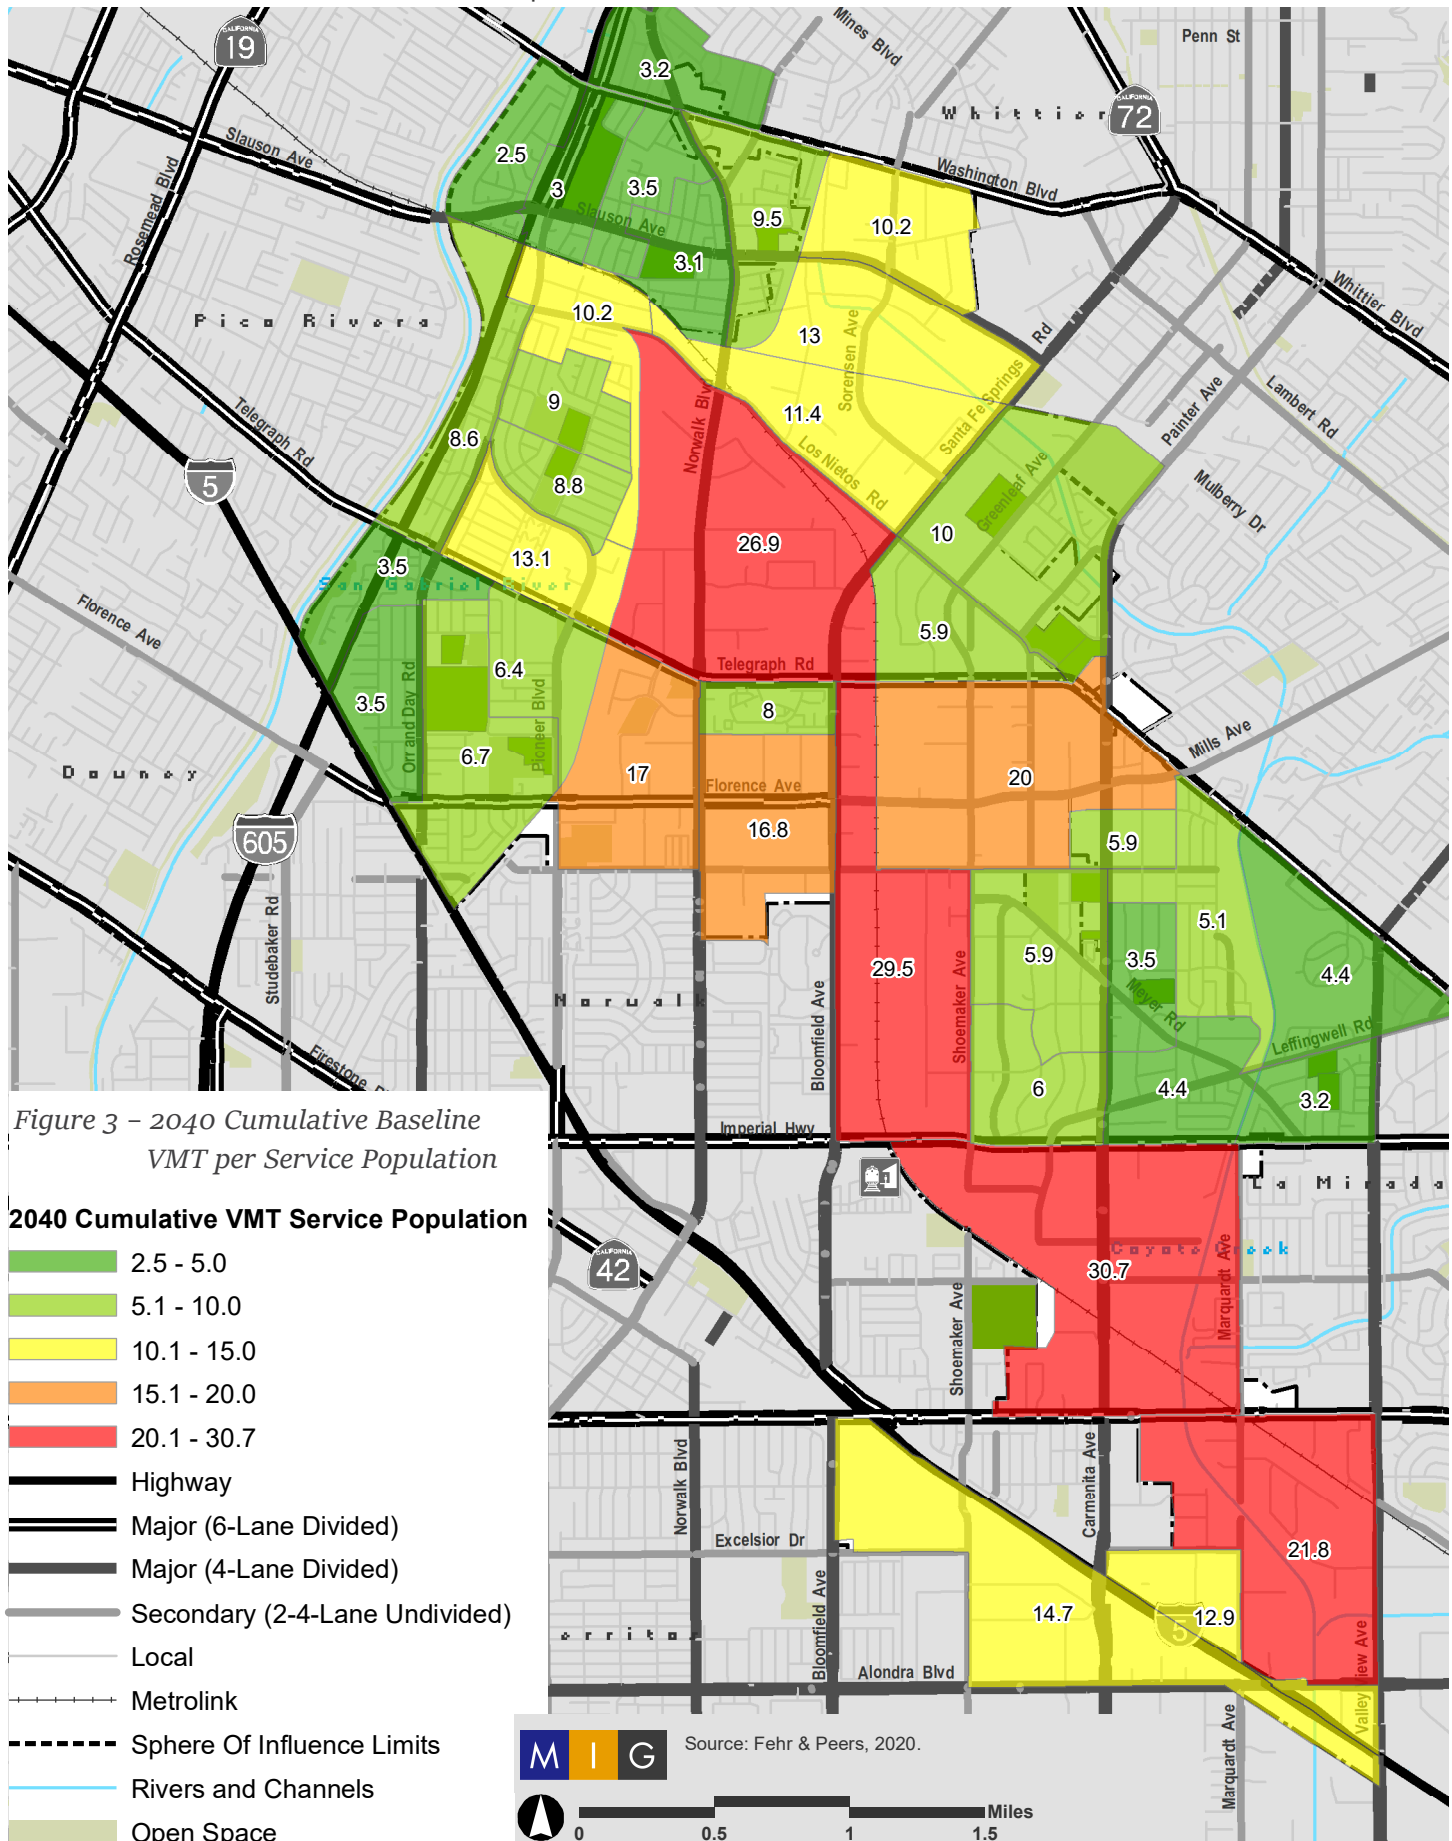 Mines Blvd
Penn St
CALIFORNIA
19
3.2
Whittier
CALIFORNIA
72
Slauson Ave
2.5
Washington Blvd
3
3.5
Rosemead Blvd
Slauson Ave
9.5
10.2
3.1
Whittier Blvd
10.2
Pico Rivera
13
Sorensen Ave
Rd
Santa Fe Springs
Painter Ave
Lambert Rd
9
Norwalk Blvd
11.4
Telegraph Rd
8.6
Los Nietos Rd
5
8.8
Greenleaf Ave
Mulberry Dr
13.1
26.9
10
3.5
San Gabriel River
Florence Ave
5.9
6.4
Telegraph Rd
3.5
Orr and Day Rd
Pioneer Blvd
8
Mills Ave
6.7
17
20
Downey
Florence Ave
16.8
605
5.9
5.1
Studebaker Rd
29.5
5.9
3.5
4.4
Norwalk
Bloomfield Ave
Shoemaker Ave
Meyer Rd
Leffingwell Rd
Firestone
6
4.4
3.2
Imperial Hwy
La Mirada
Coyote Creek
CALIFORNIA
42
30.7
Shoemaker Ave
Marquardt Ave
Norwalk Blvd
Carmenita Ave
Excelsior Dr
21.8
14.7
12.9
5
Bloomfield Ave
Alondra Blvd
Valley View Ave
Marquardt Ave
Figure 3 – 2040 Cumulative Baseline
VMT per Service Population
2040 Cumulative VMT Service Population
2.5 - 5.0
5.1 - 10.0
10.1 - 15.0
15.1 - 20.0
20.1 - 30.7
Highway
Major (6-Lane Divided)
Major (4-Lane Divided)
Secondary (2-4-Lane Undivided)
Local
Metrolink
Sphere Of Influence Limits
Rivers and Channels
Open Space
M I G
Source: Fehr & Peers, 2020.
Miles
0 0.5 1 1.5